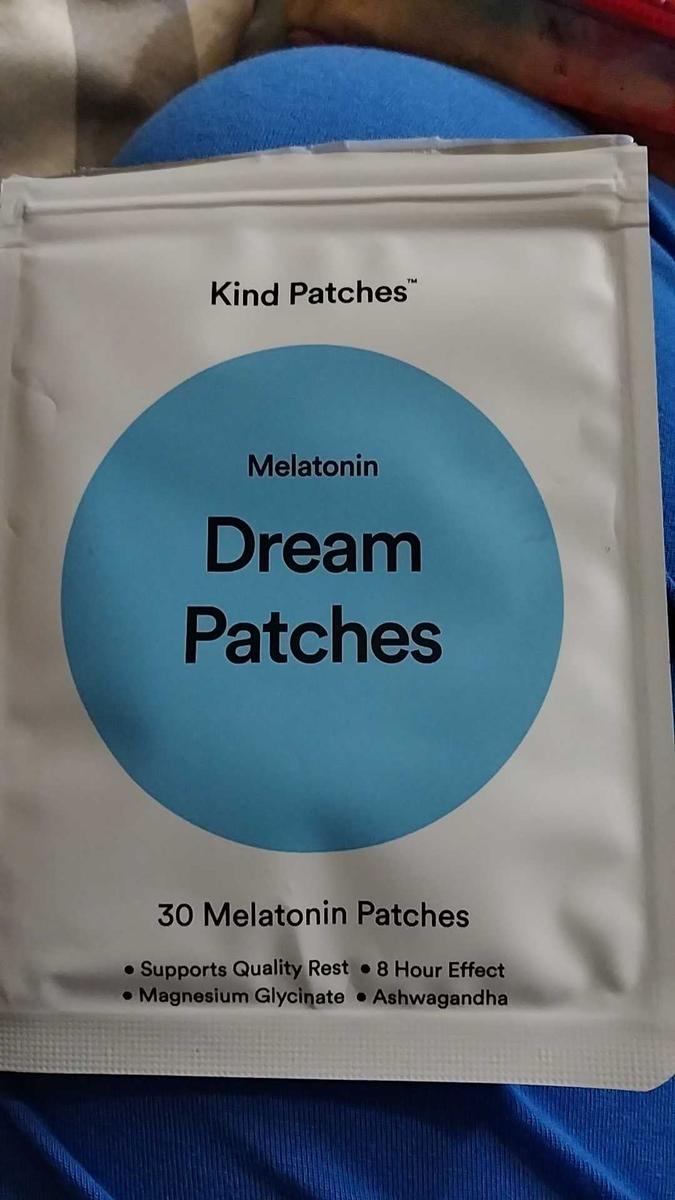 Kind Patches™
Melatonin
Dream
Patches
30 Melatonin Patches
• Supports Quality Rest • 8 Hour Effect
• Magnesium Glycinate • Ashwagandha